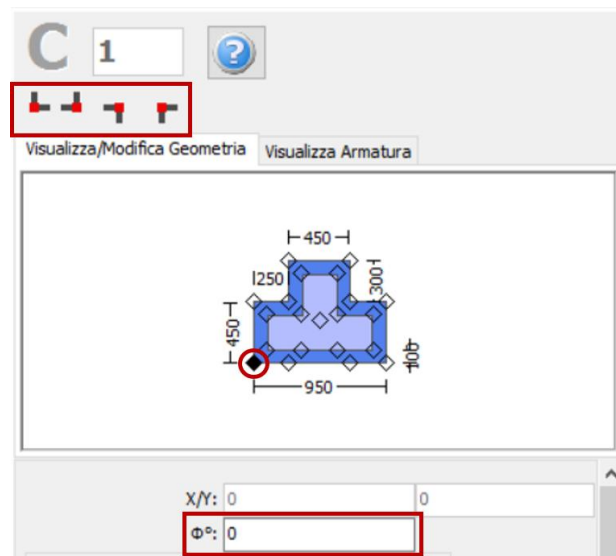 C 1 ?
Visualizza/Modifica Geometria Visualizza Armatura
450
250
300
450
100
950
X/Y: 0 0
Φ°: 0